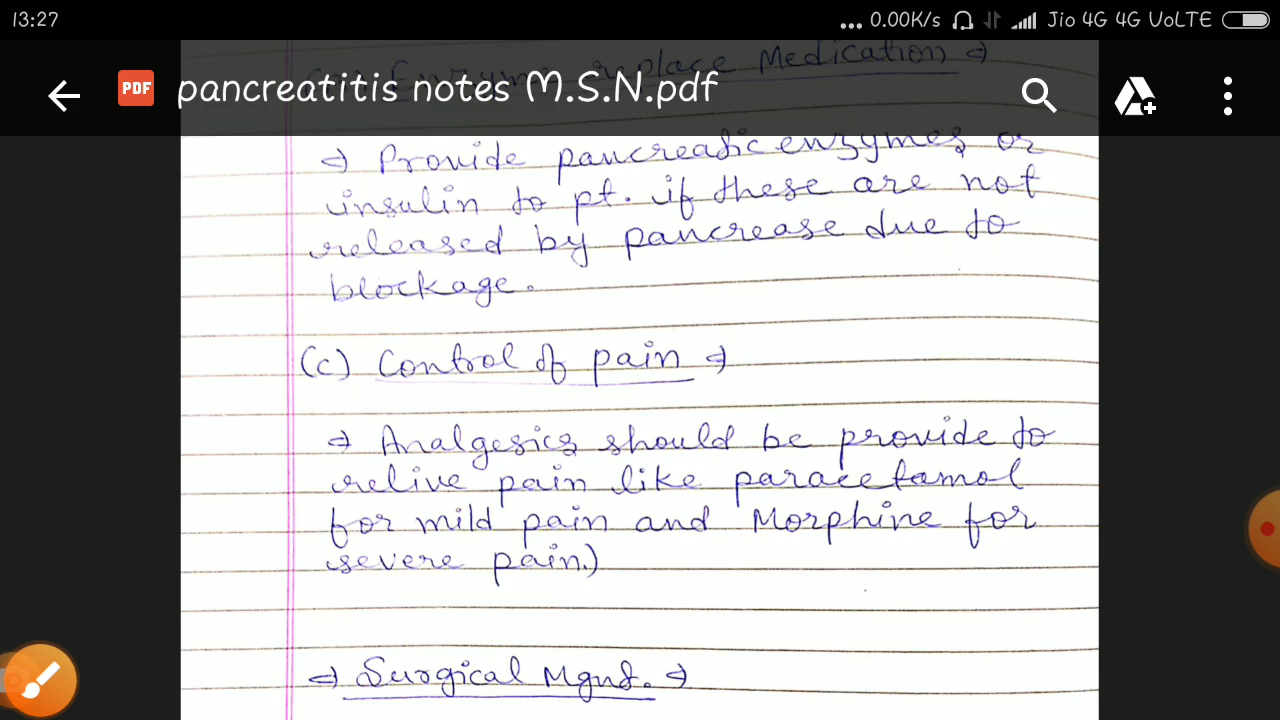 13:27 ... 0.00K/s Jio 4G 4G VoLTE
PDF pancreatitis notes M.S.N.pdf
replace Medication ⇒
⇒ Provide pancreatic enzymes or
insulin to pt. if these are not
released by pancrease due to
blockage.
(c) Control of pain ⇒
⇒ Analgesics should be provide to
relive pain like paracetamol
for mild pain and Morphine for
severe pain.)
⇒ Surgical Mgnt. ⇒